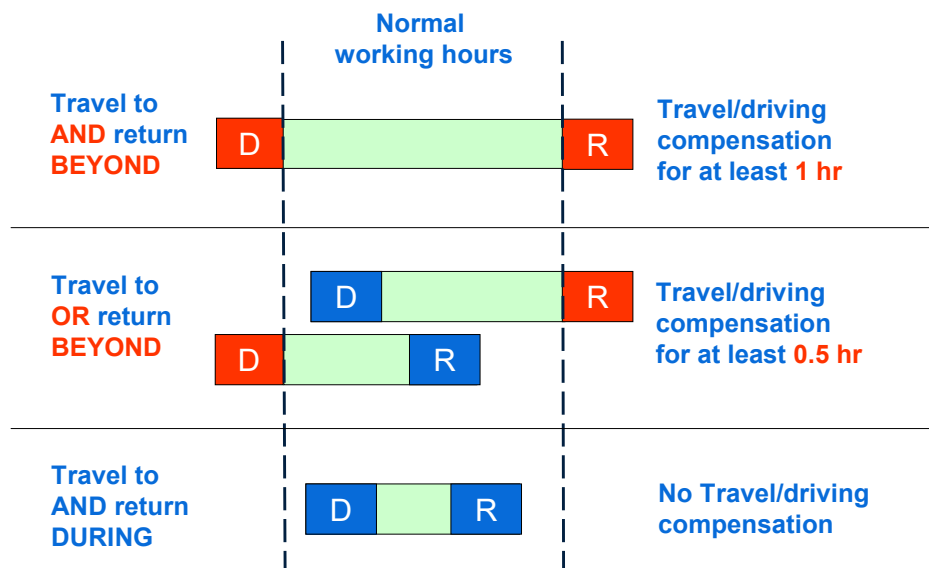 Normal
working hours
Travel to
AND return
BEYOND
D
R
Travel/driving
compensation
for at least 1 hr
Travel to
OR return
BEYOND
D
R
D
R
Travel/driving
compensation
for at least 0.5 hr
Travel to
AND return
DURING
D
R
No Travel/driving
compensation